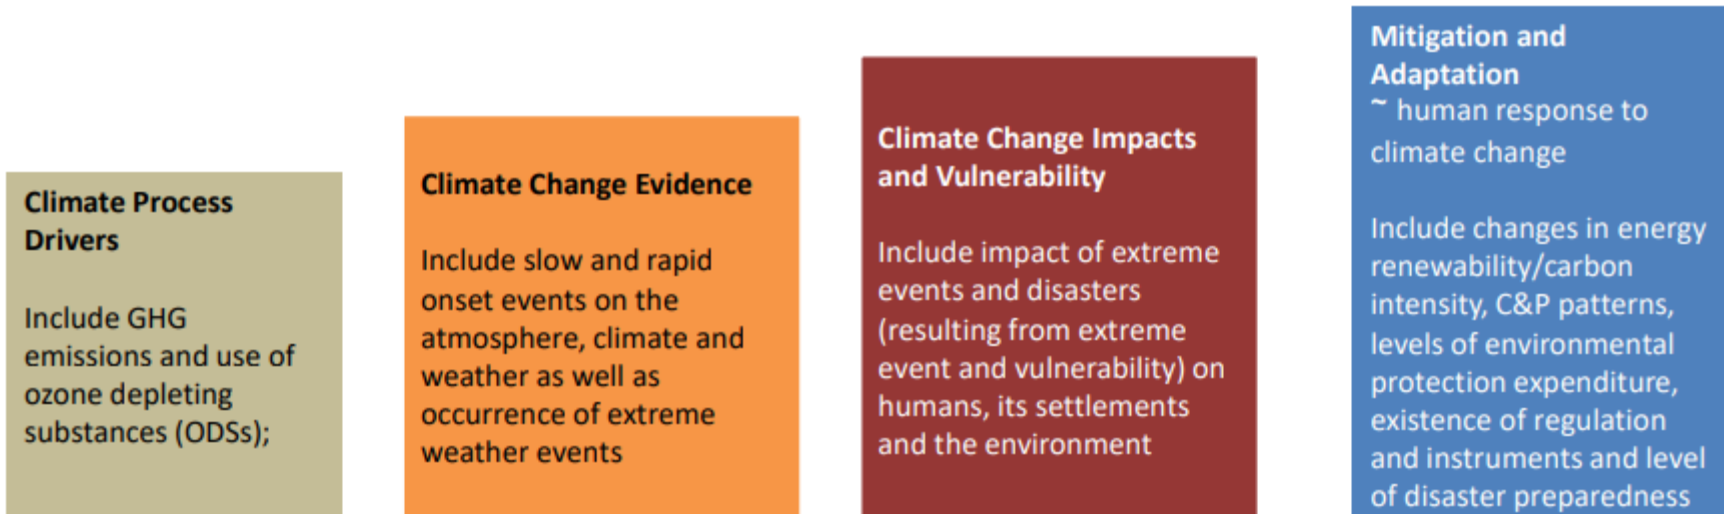 Climate Process
Drivers
Include GHG
emissions and use of
ozone depleting
substances (ODSs);
Climate Change Evidence
Include slow and rapid
onset events on the
atmosphere, climate and
weather as well as
occurrence of extreme
weather events
Climate Change Impacts
and Vulnerability
Include impact of extreme
events and disasters
(resulting from extreme
event and vulnerability) on
humans, its settlements
and the environment
Mitigation and
Adaptation
~ human response to
climate change
Include changes in energy
renewability/carbon
intensity, C&P patterns,
levels of environmental
protection expenditure,
existence of regulation
and instruments and level
of disaster preparedness